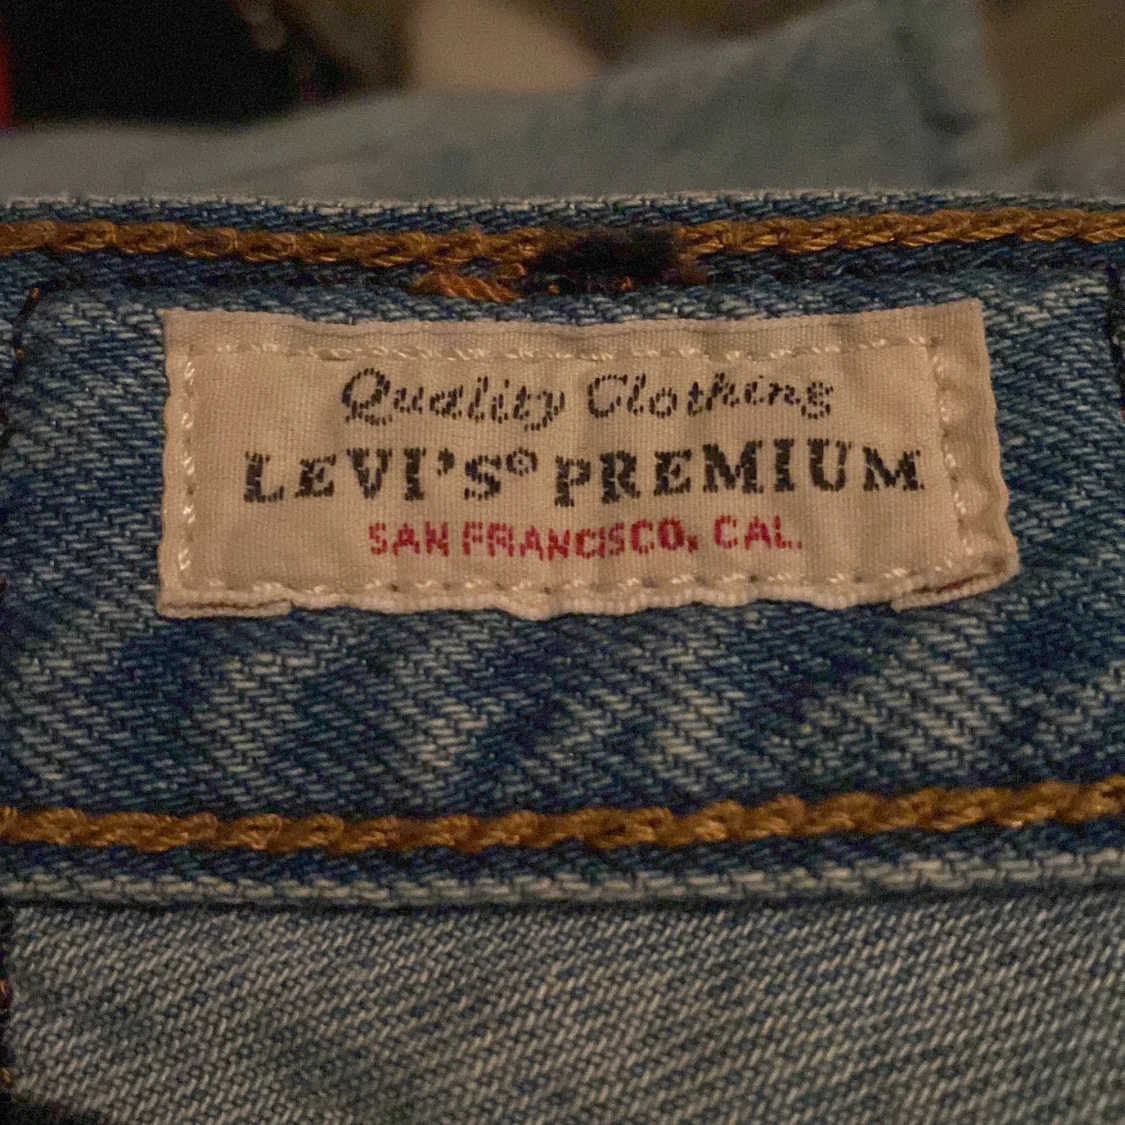 Quality Clothing
LEVI'S® PREMIUM
SAN FRANCISCO, CAL.